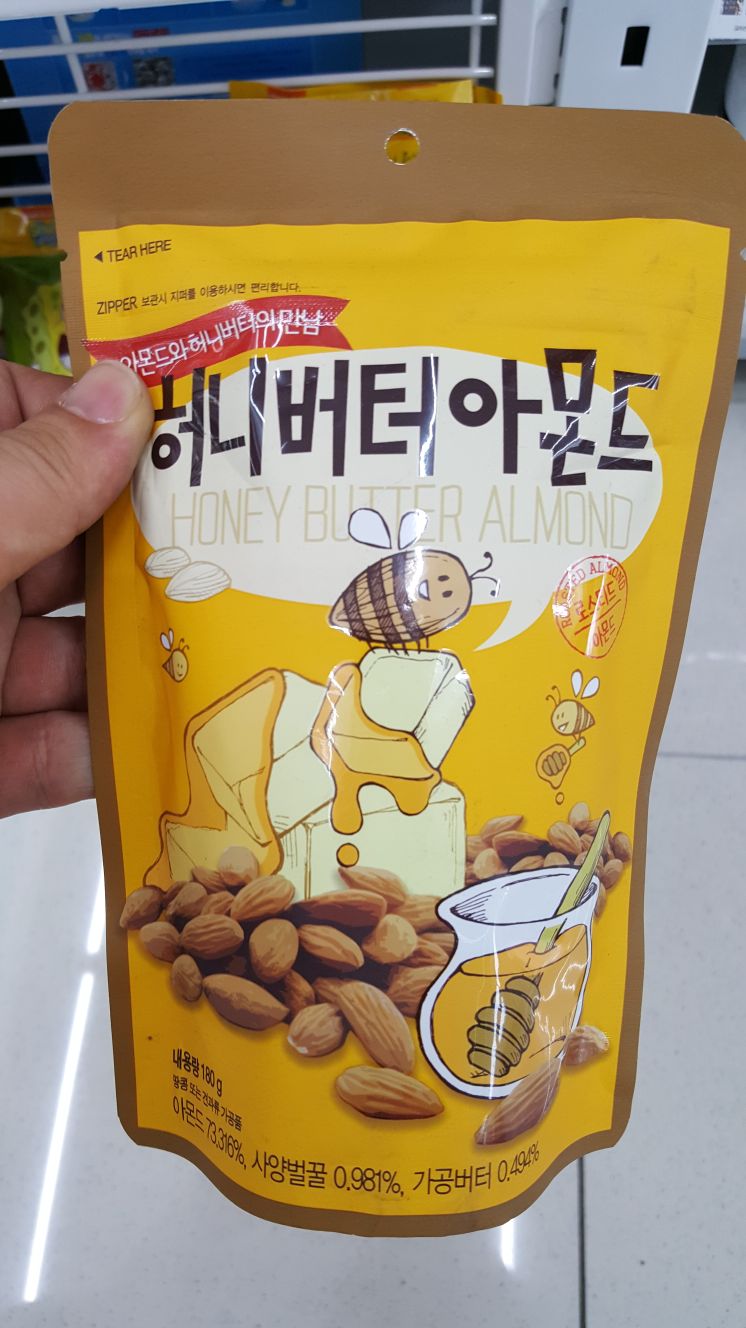 ◀ TEAR HERE
ZIPPER 보관시 지퍼를 이용하시면 편리합니다.
아몬드와 허니버터의 만남
허니버터아몬드
HONEY BUTTER ALMOND
ROASTED ALMOND
로스티드
아몬드
내용량 180 g
땅콩 또는 견과류 가공품
아몬드 73.316%, 사양벌꿀 0.981%, 가공버터 0.494%